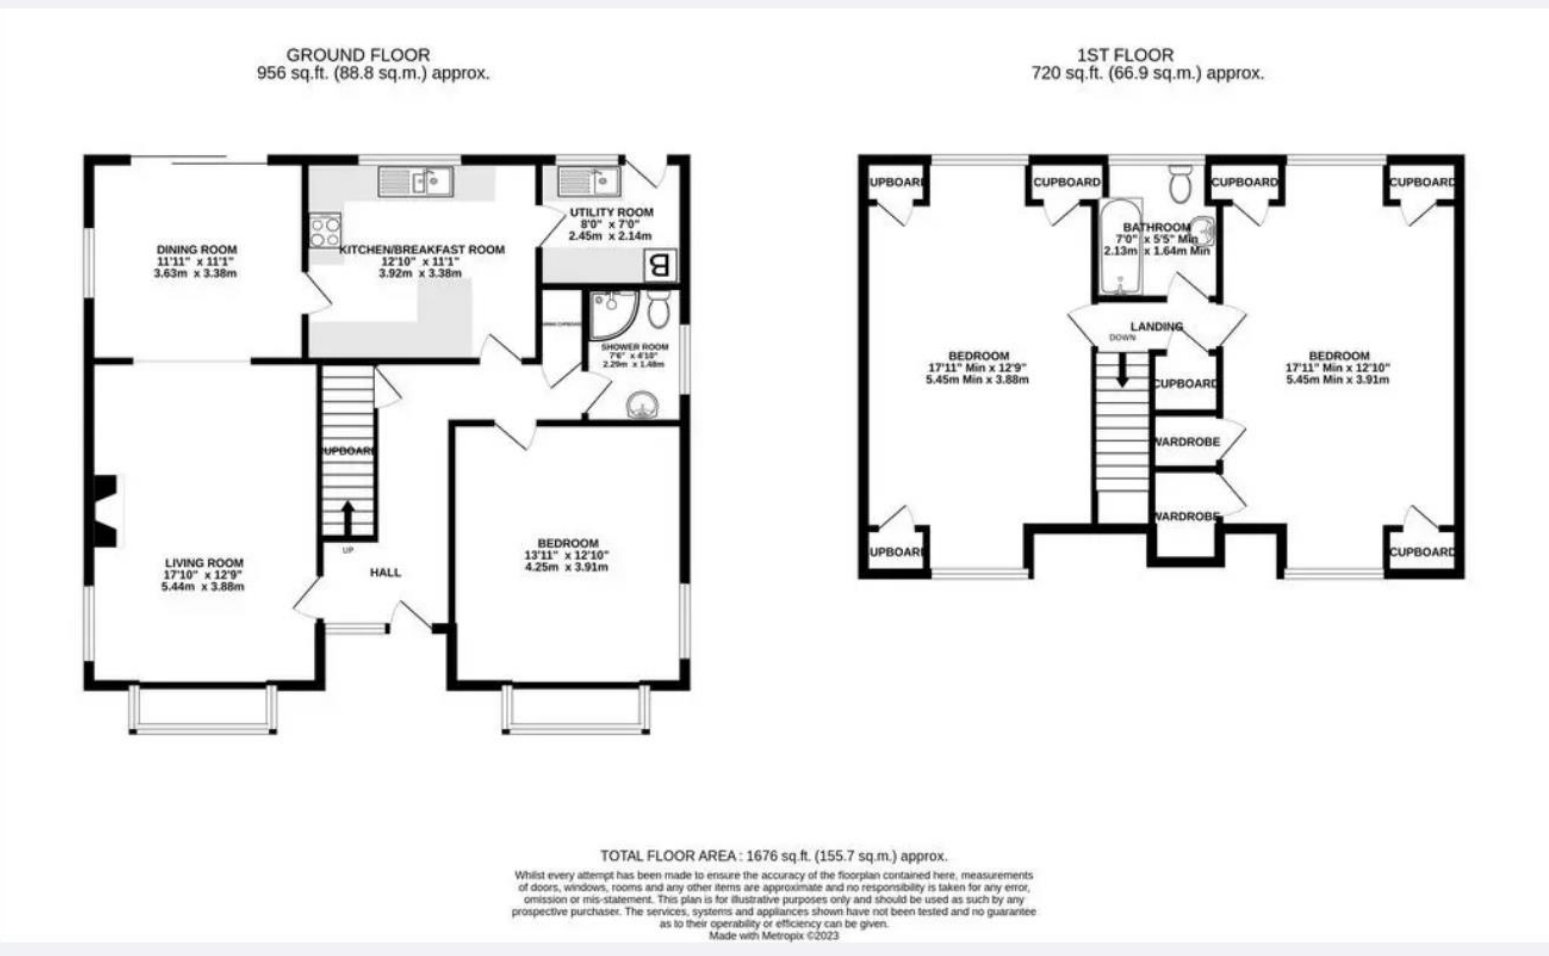 GROUND FLOOR
956 sq.ft. (88.8 sq.m.) approx.
1ST FLOOR
720 sq.ft. (66.9 sq.m.) approx.
DINING ROOM
11'11" x 11'1"
3.63m x 3.38m
KITCHEN/BREAKFAST ROOM
12'10" x 11'1"
3.92m x 3.38m
UTILITY ROOM
8'0" x 7'0"
2.45m x 2.14m
B
CUPBOARD
SHOWER ROOM
7'6" x 4'10"
2.29m x 1.48m
UPBOARD
UP
HALL
LIVING ROOM
17'10" x 12'9"
5.44m x 3.88m
BEDROOM
13'11" x 12'10"
4.25m x 3.91m
UPBOARD
CUPBOARD
CUPBOARD
CUPBOARD
BATHROOM
7'0" x 5'5" Min
2.13m x 1.64m Min
LANDING
DOWN
BEDROOM
17'11" Min x 12'9"
5.45m Min x 3.88m
BEDROOM
17'11" Min x 12'10"
5.45m Min x 3.91m
CUPBOARD
WARDROBE
WARDROBE
UPBOARD
CUPBOARD
TOTAL FLOOR AREA : 1676 sq.ft. (155.7 sq.m.) approx.
Whilst every attempt has been made to ensure the accuracy of the floorplan contained here, measurements
of doors, windows, rooms and any other items are approximate and no responsibility is taken for any error,
omission or mis-statement. This plan is for illustrative purposes only and should be used as such by any
prospective purchaser. The services, systems and appliances shown have not been tested and no guarantee
as to their operability or efficiency can be given.
Made with Metropix ©2023